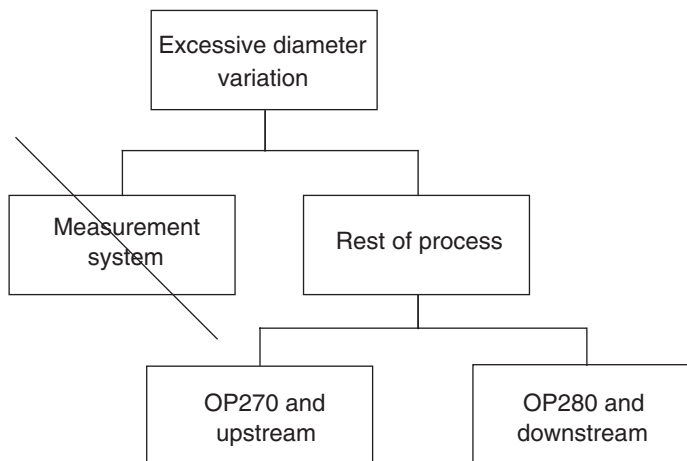 Excessive diameter
variation
Measurement
system
Rest of process
OP270 and
upstream
OP280 and
downstream